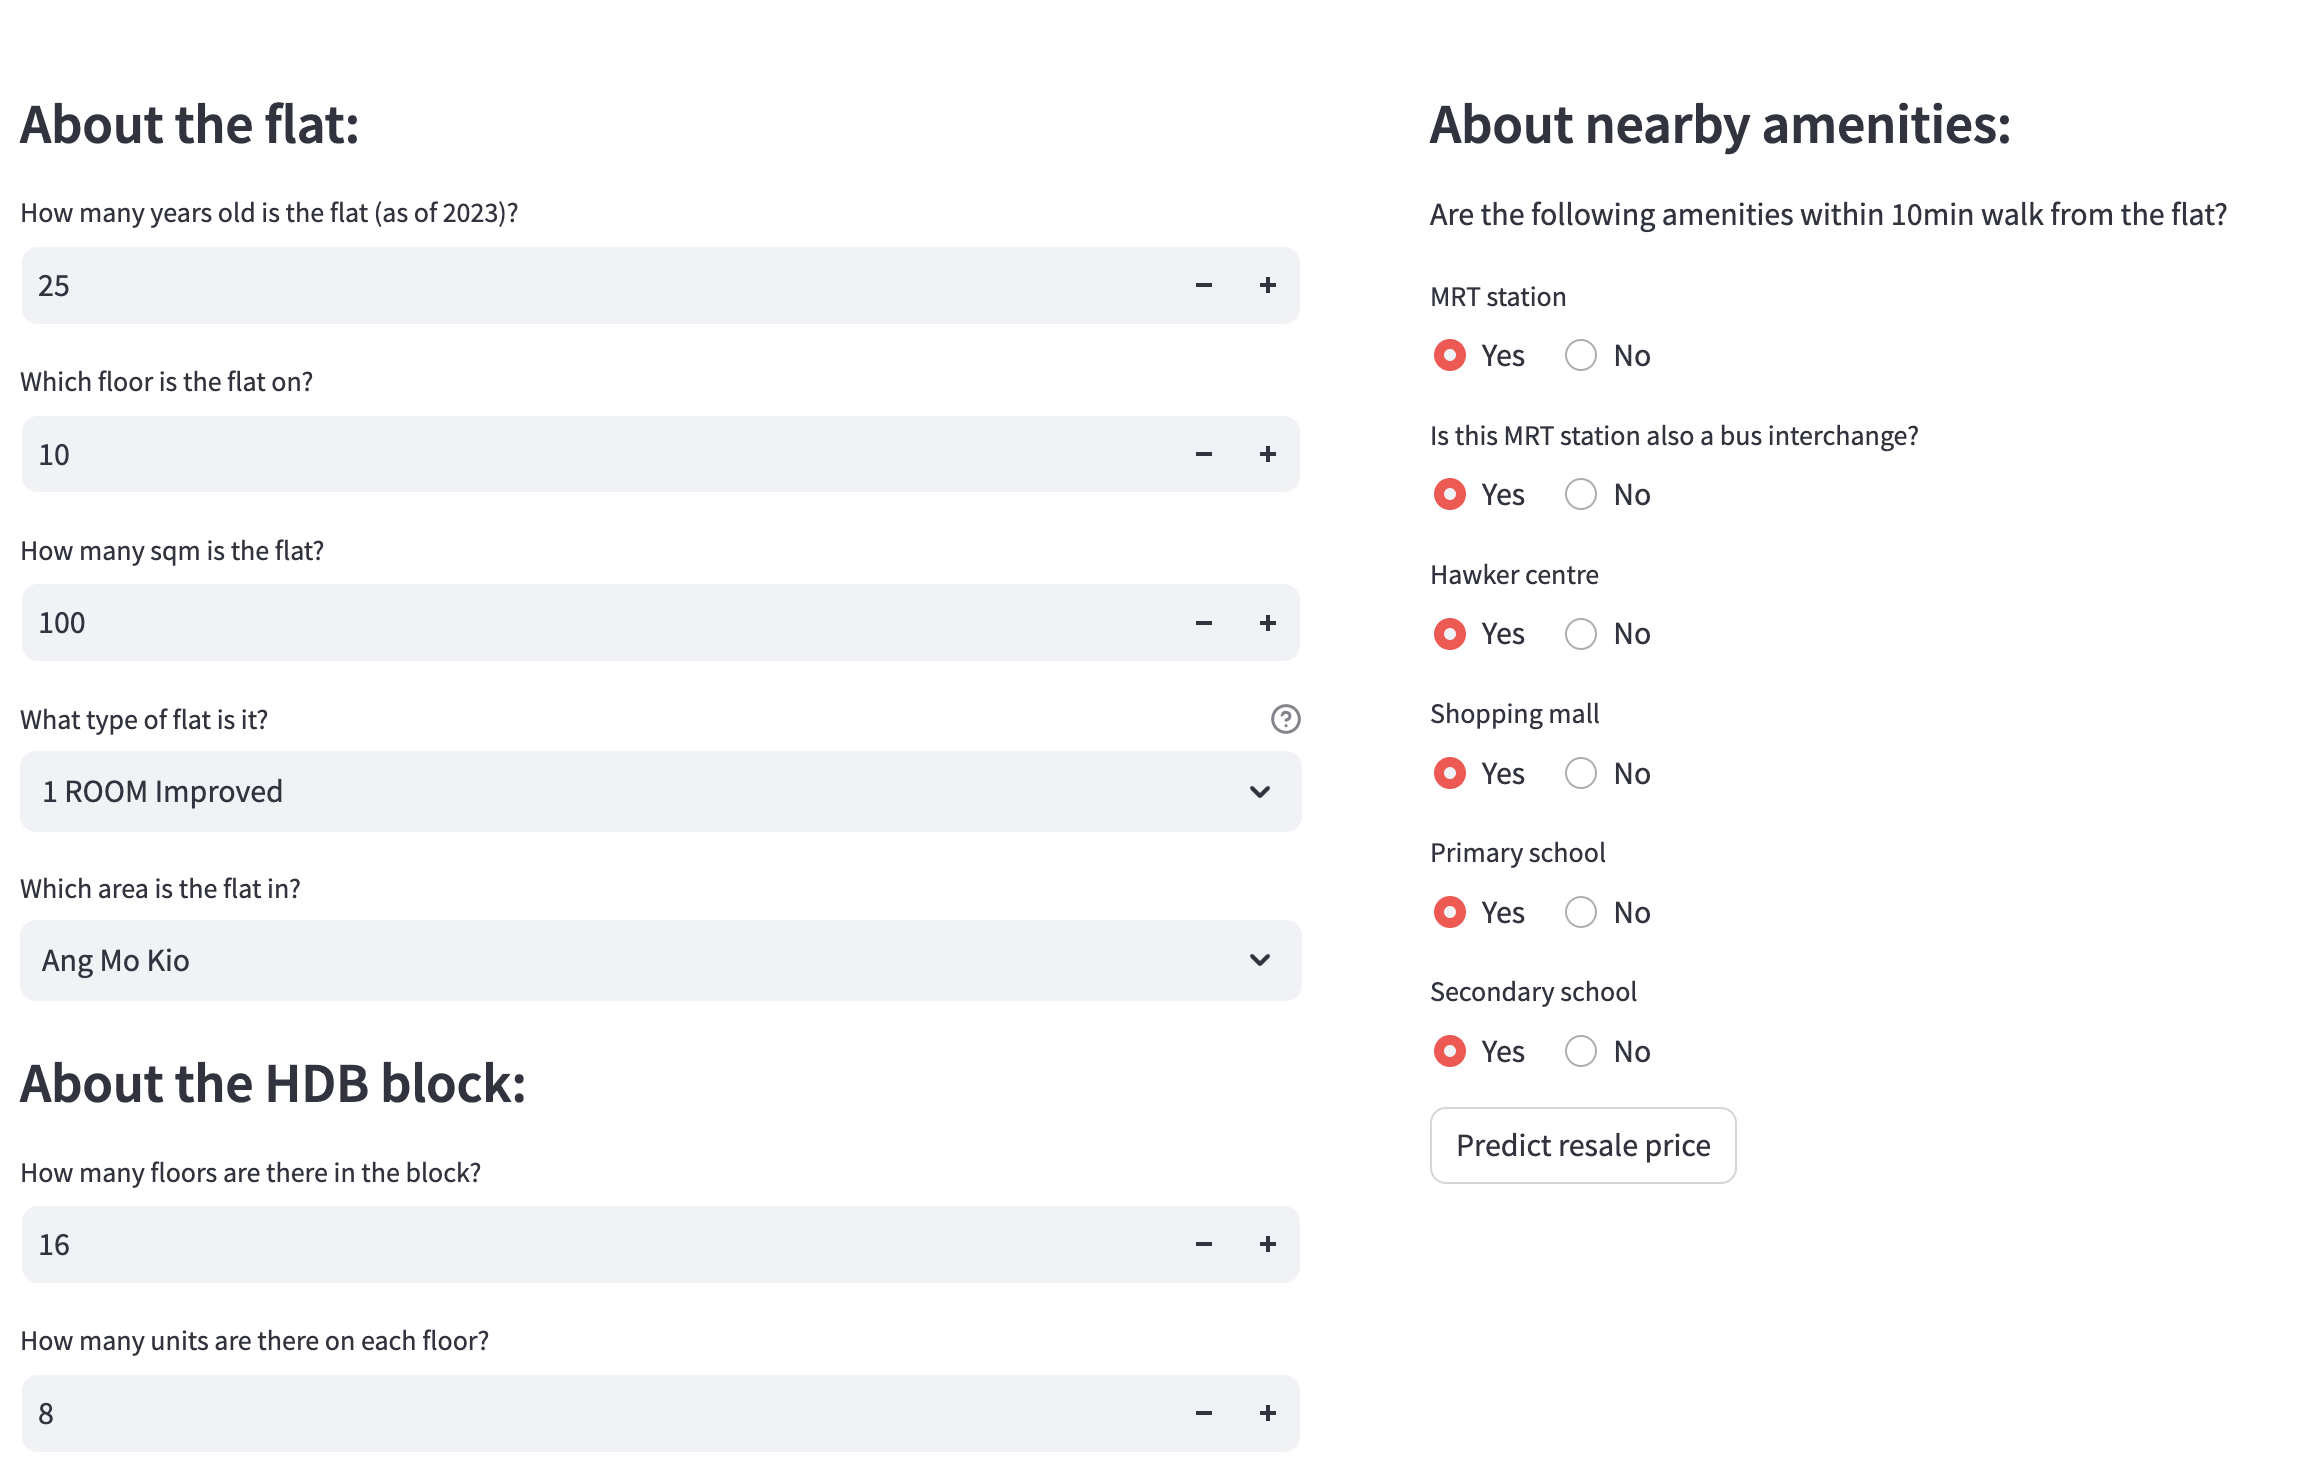 About the flat:
How many years old is the flat (as of 2023)?
25
− +
Which floor is the flat on?
10
− +
How many sqm is the flat?
100
− +
What type of flat is it?
?
1 ROOM Improved
Which area is the flat in?
Ang Mo Kio
About the HDB block:
How many floors are there in the block?
16
− +
How many units are there on each floor?
8
− +
About nearby amenities:
Are the following amenities within 10min walk from the flat?
MRT station
Yes No
Is this MRT station also a bus interchange?
Yes No
Hawker centre
Yes No
Shopping mall
Yes No
Primary school
Yes No
Secondary school
Yes No
Predict resale price